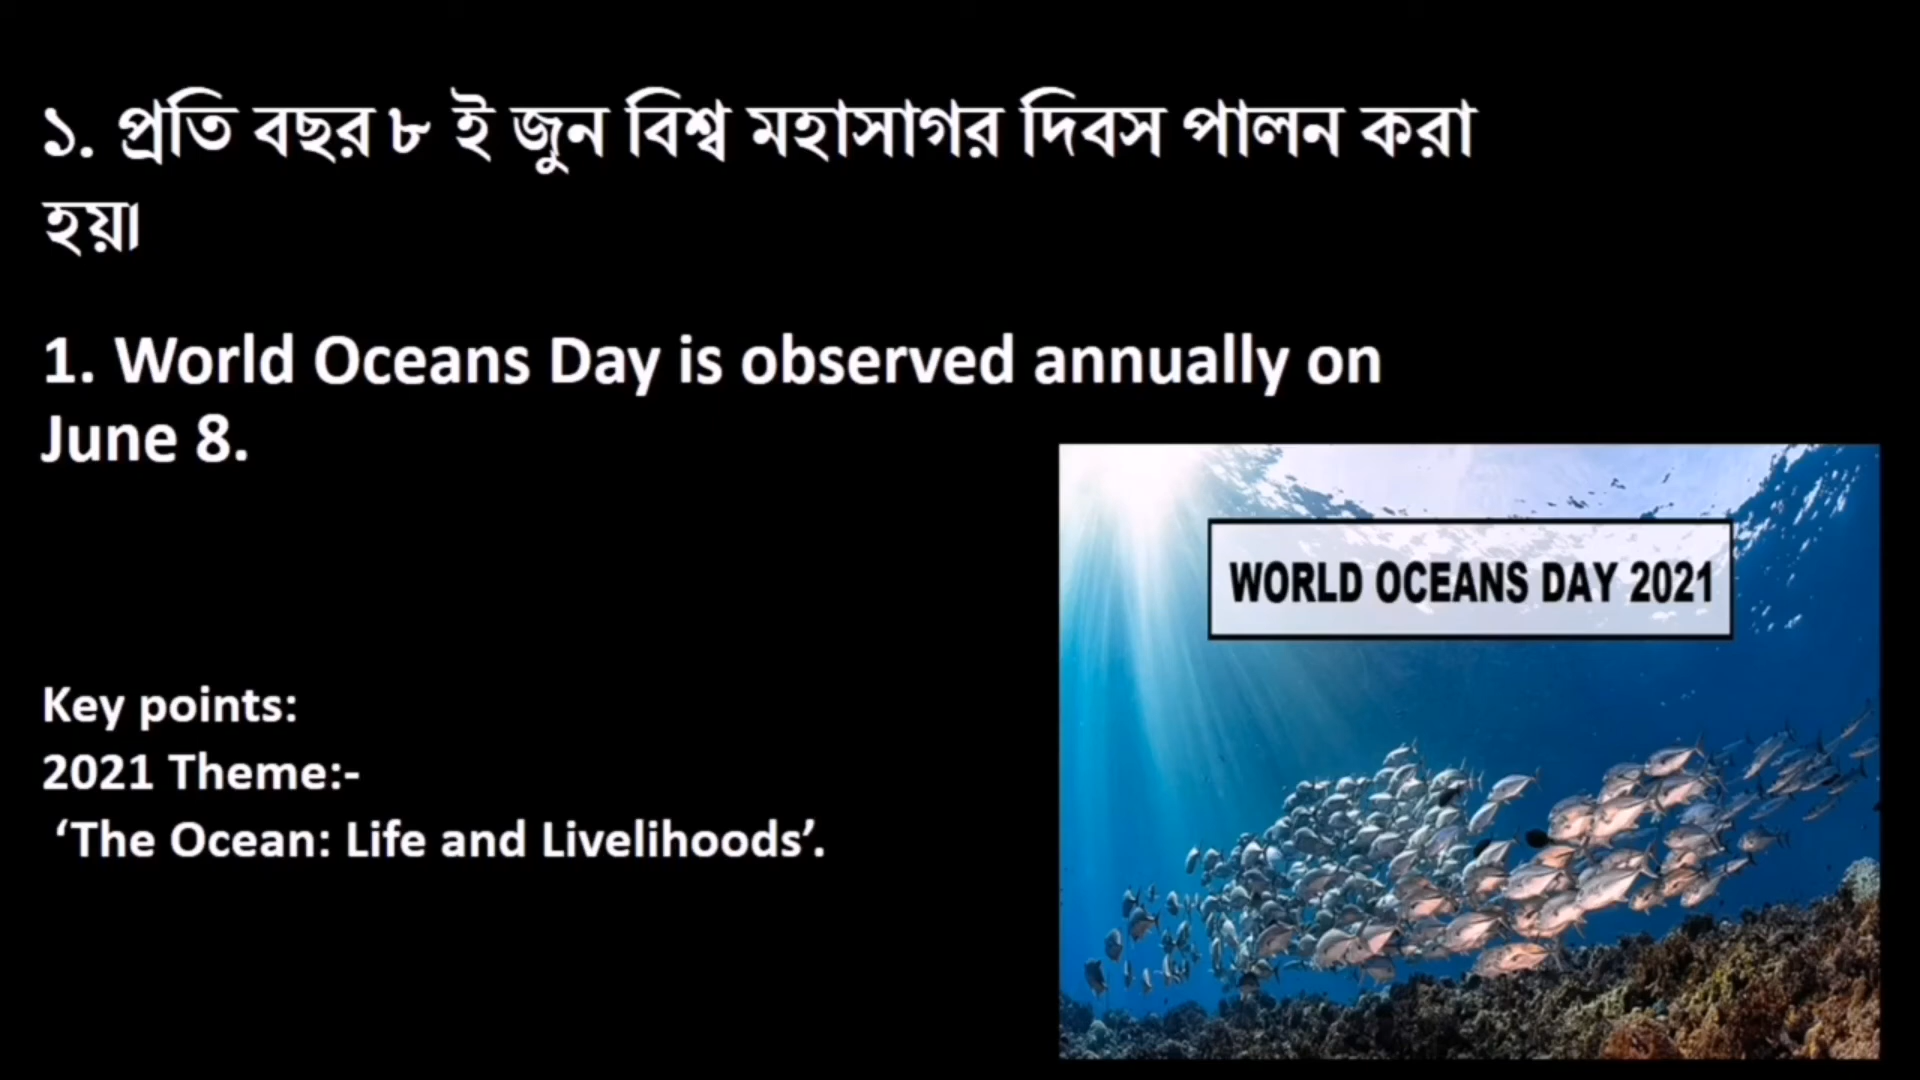 ১. প্রতি বছর ৮ ই জুন বিশ্ব মহাসাগর দিবস পালন করা
হয়৷
1. World Oceans Day is observed annually on
June 8.
WORLD OCEANS DAY 2021
Key points:
2021 Theme:-
‘The Ocean: Life and Livelihoods’.